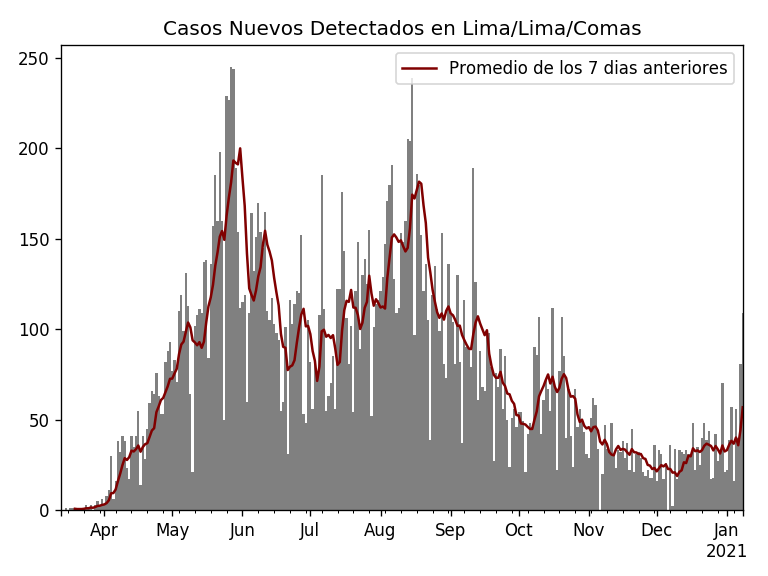 Casos Nuevos Detectados en Lima/Lima/Comas
Promedio de los 7 dias anteriores
250
200
150
100
50
0
Apr May Jun Jul Aug Sep Oct Nov Dec Jan
2021